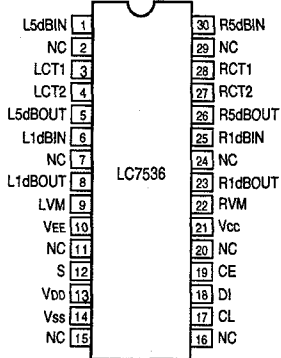 L5dBIN 1 30 R5dBIN
NC 2 29 NC
LCT1 3 28 RCT1
LCT2 4 27 RCT2
L5dBOUT 5 26 R5dBOUT
L1dBIN 6 25 R1dBIN
NC 7 24 NC
LC7536
L1dBOUT 8 23 R1dBOUT
LVM 9 22 RVM
VEE 10 21 Vcc
NC 11 20 NC
S 12 19 CE
VDD 13 18 DI
Vss 14 17 CL
NC 15 16 NC